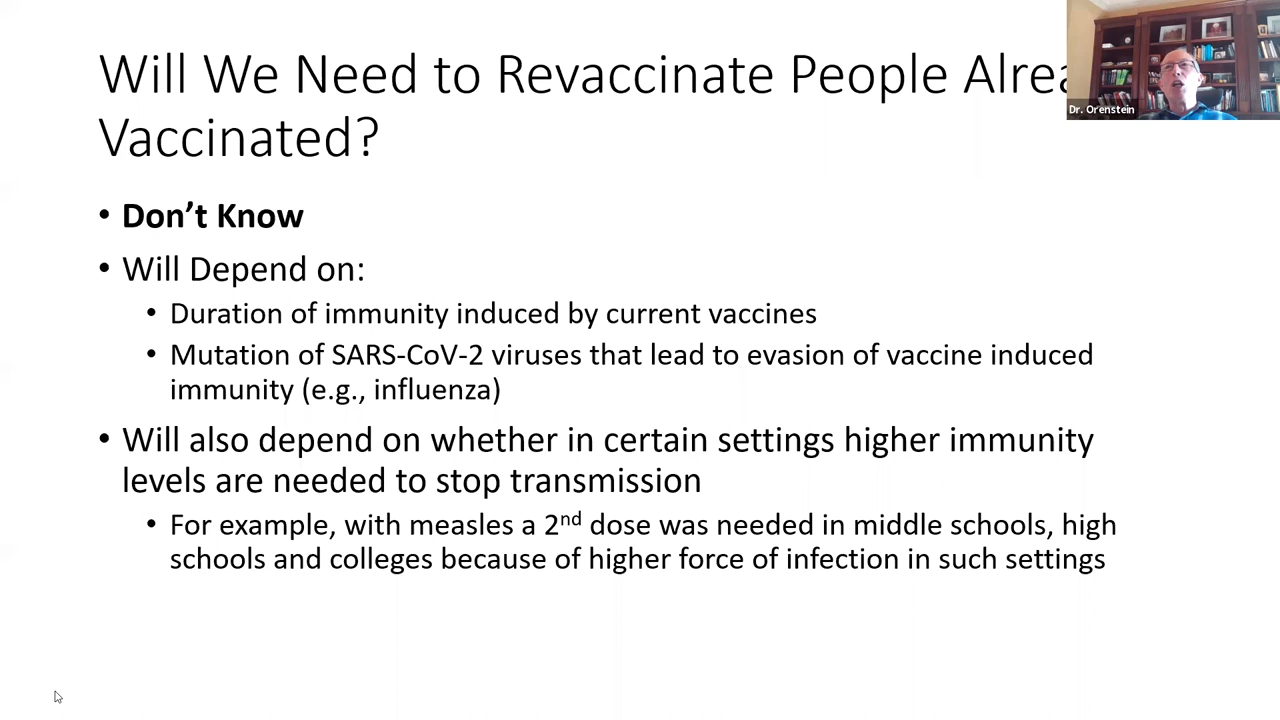 Will We Need to Revaccinate People Alrea
Vaccinated?
• Don’t Know
• Will Depend on:
• Duration of immunity induced by current vaccines
• Mutation of SARS-CoV-2 viruses that lead to evasion of vaccine induced
immunity (e.g., influenza)
• Will also depend on whether in certain settings higher immunity
levels are needed to stop transmission
• For example, with measles a 2nd dose was needed in middle schools, high
schools and colleges because of higher force of infection in such settings
Dr. Orenstein